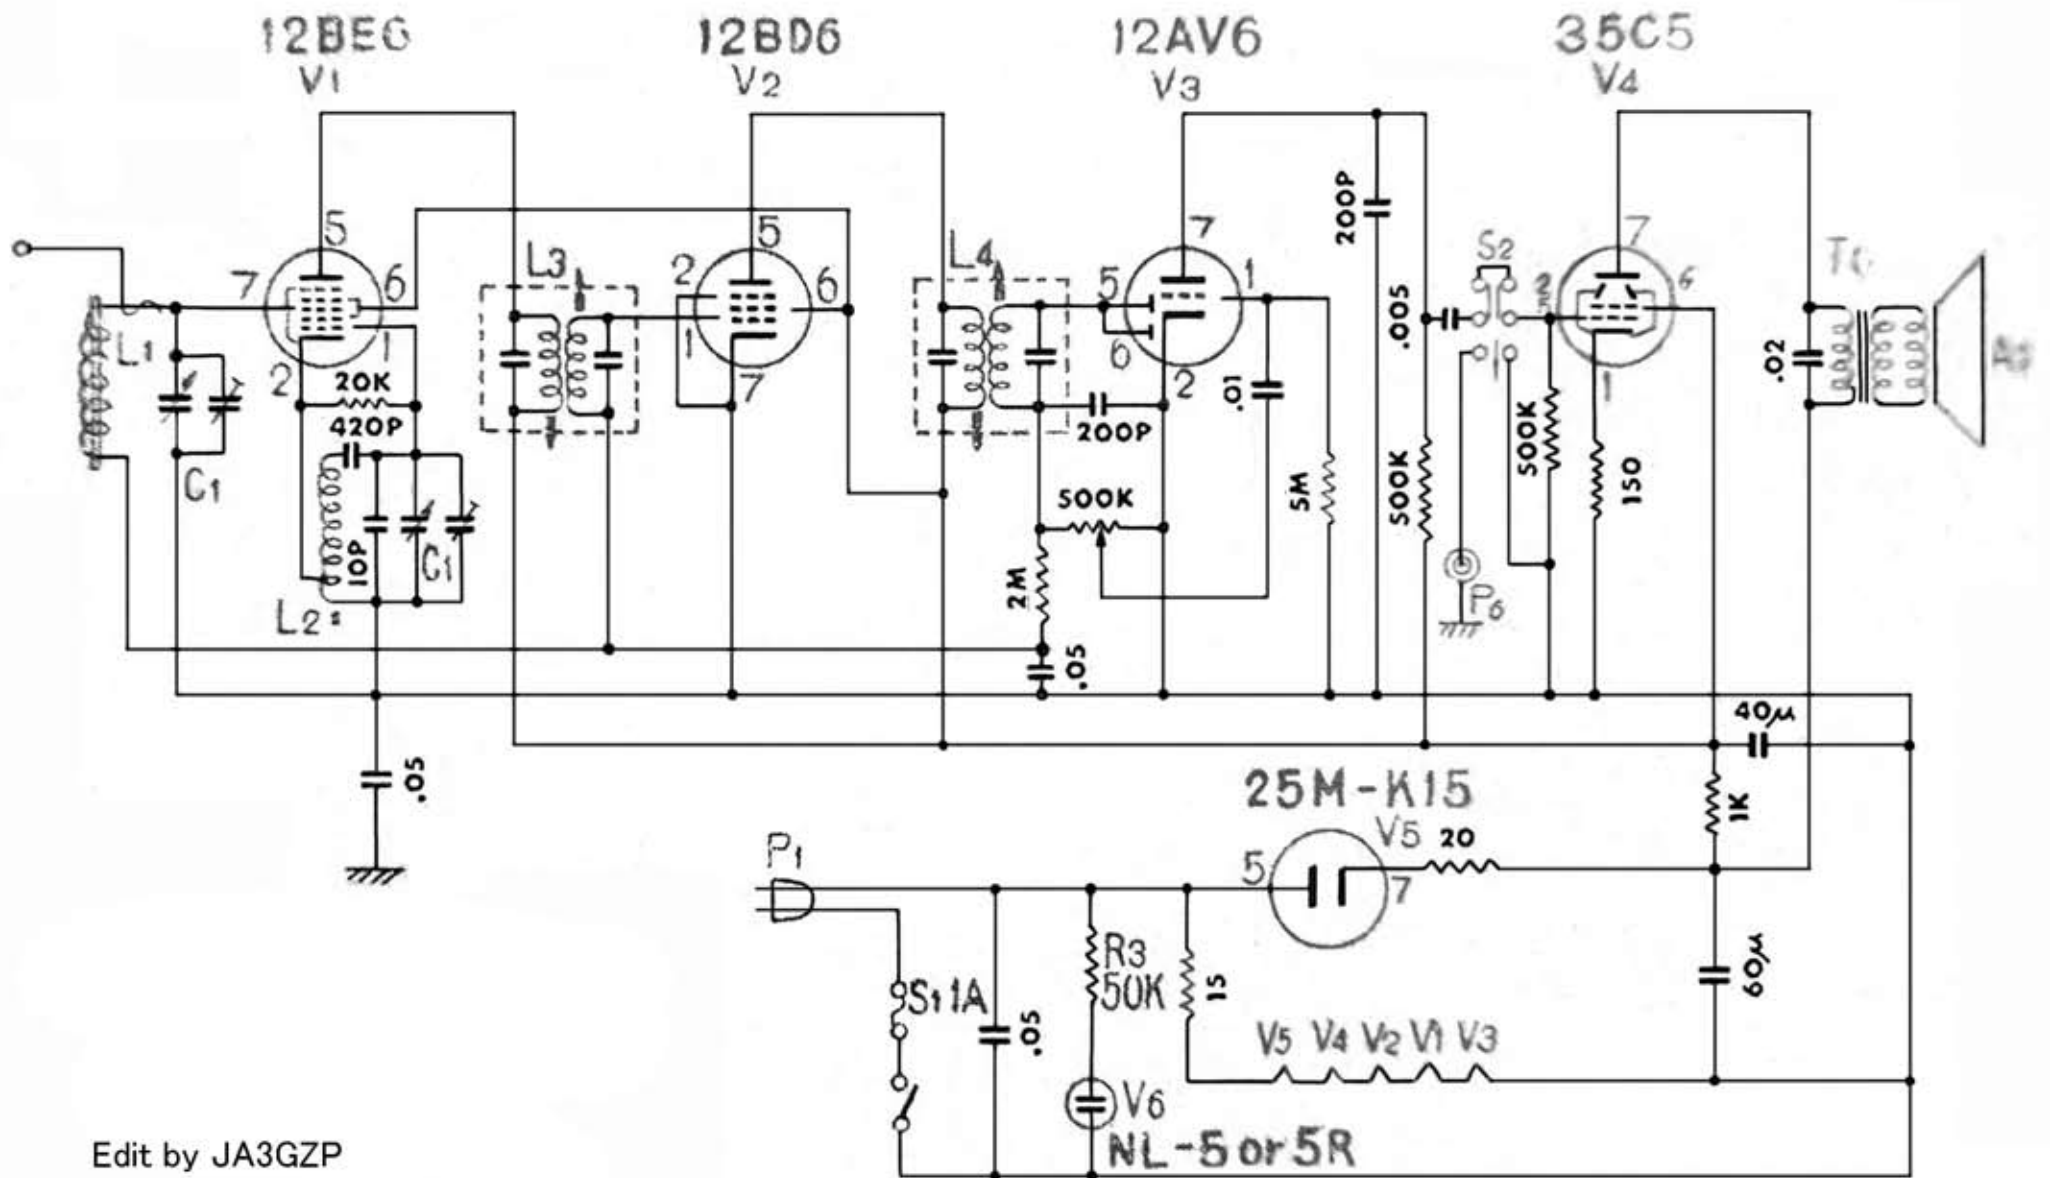 12BE6
V1
12BD6
V2
12AV6
V3
35C5
V4
5
7
6
1
2
L1
C1
20K
420P
10P
C1
L2
L3
5
2
6
1
7
L4
7
5
1
6
2
200P
.01
500K
2M
.05
5M
200P
.005
500K
S2
P6
7
2
6
1
500K
150
.02
.05
40μ
1K
25M-K15
V5
20
5
7
60μ
P1
S1 1A
.05
R3
50K
15
V5 V4 V2 V1 V3
V6
NL-5 or 5R
Edit by JA3GZP